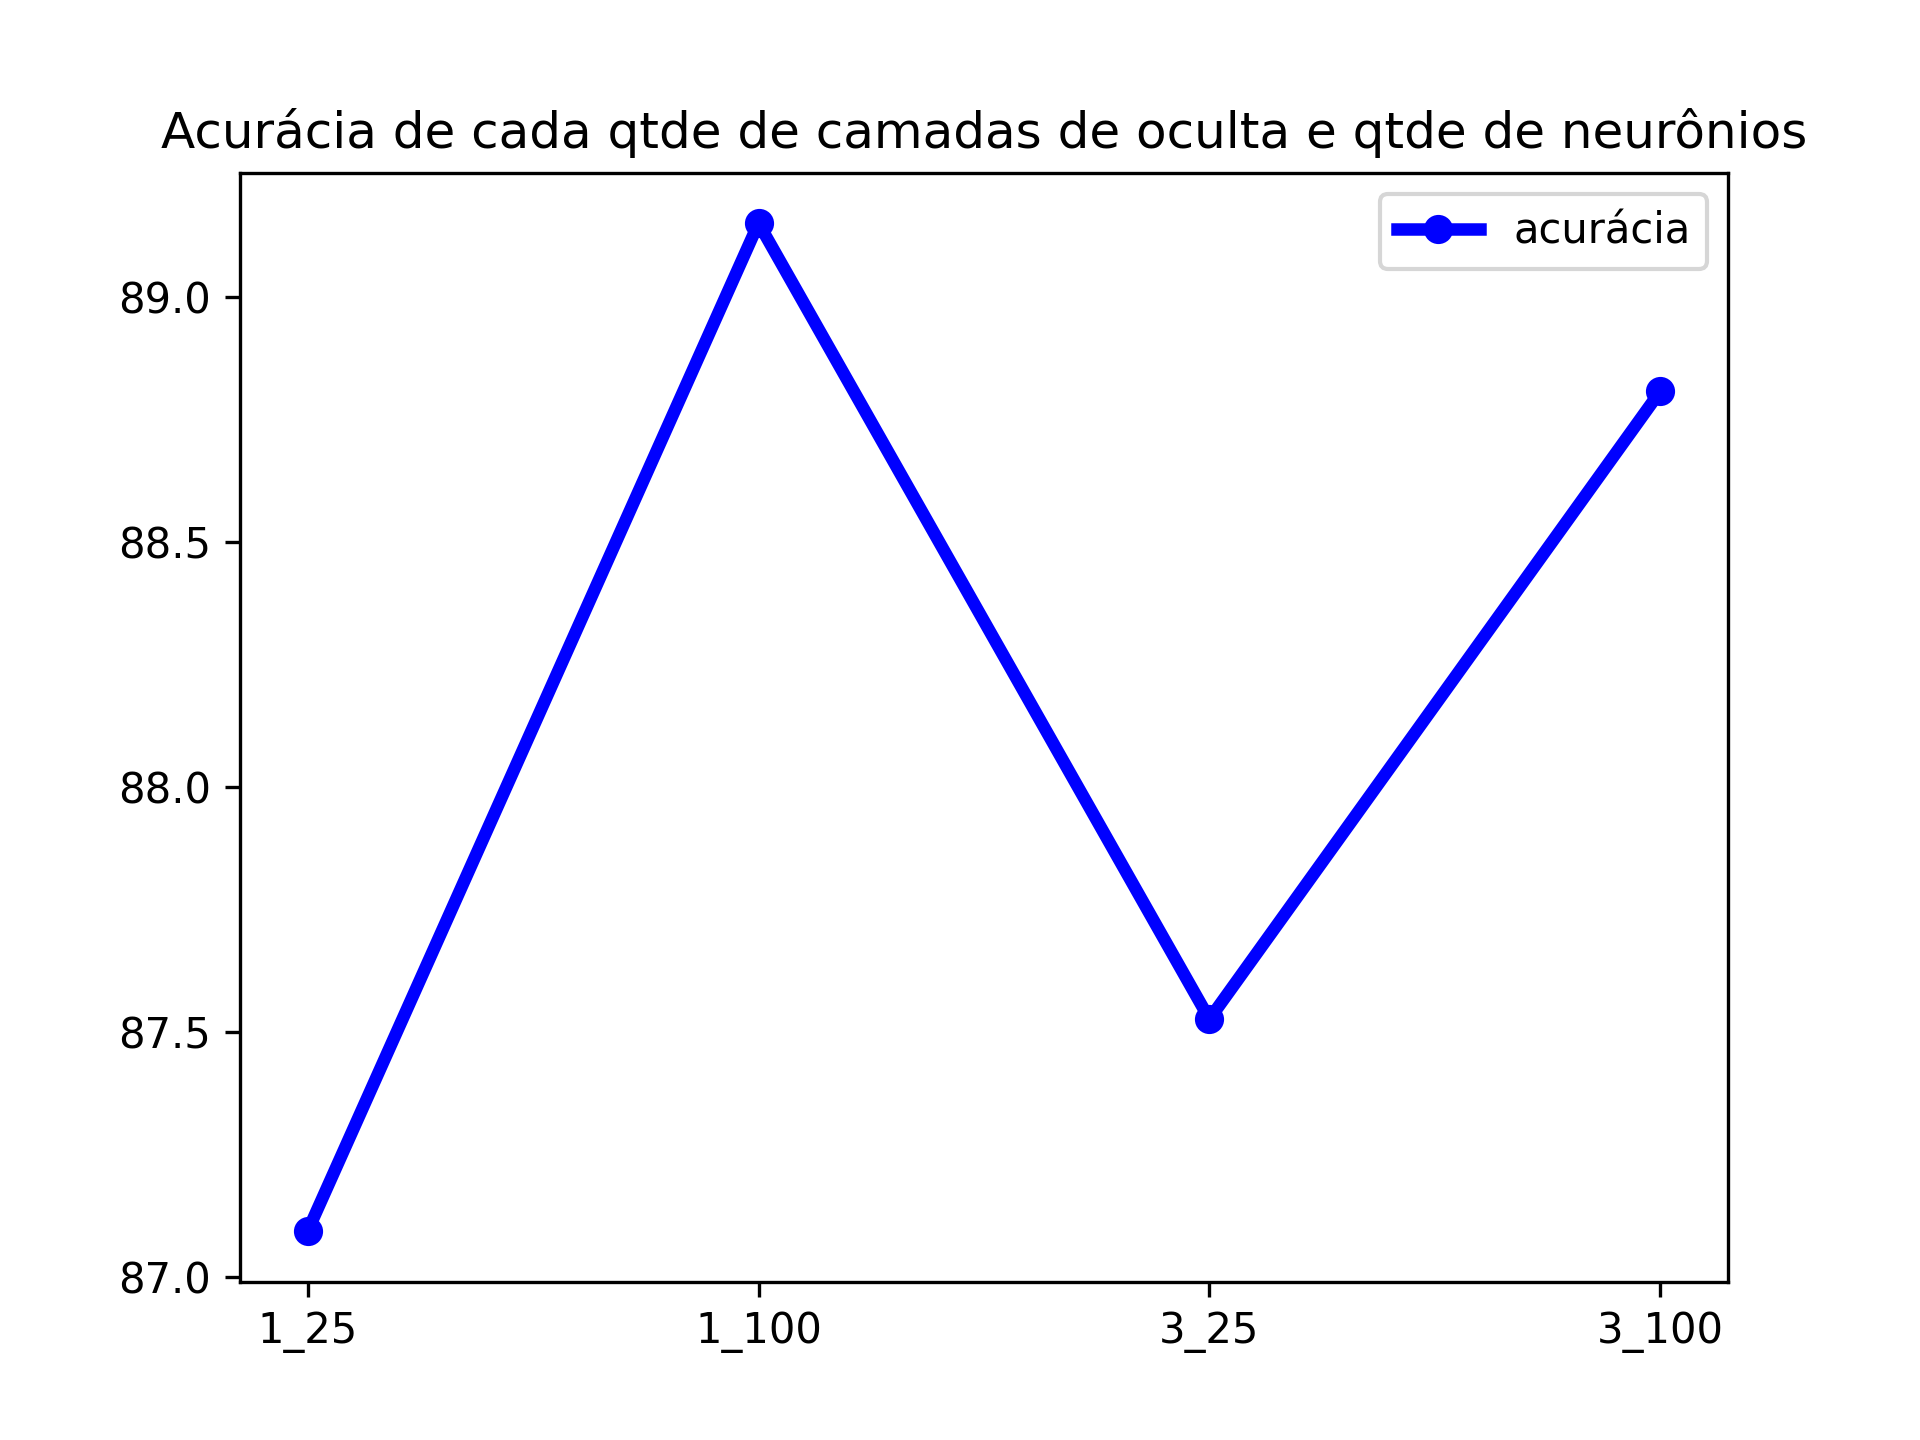 Acurácia de cada qtde de camadas de oculta e qtde de neurônios
acurácia
89.0
88.5
88.0
87.5
87.0
1_25 1_100 3_25 3_100